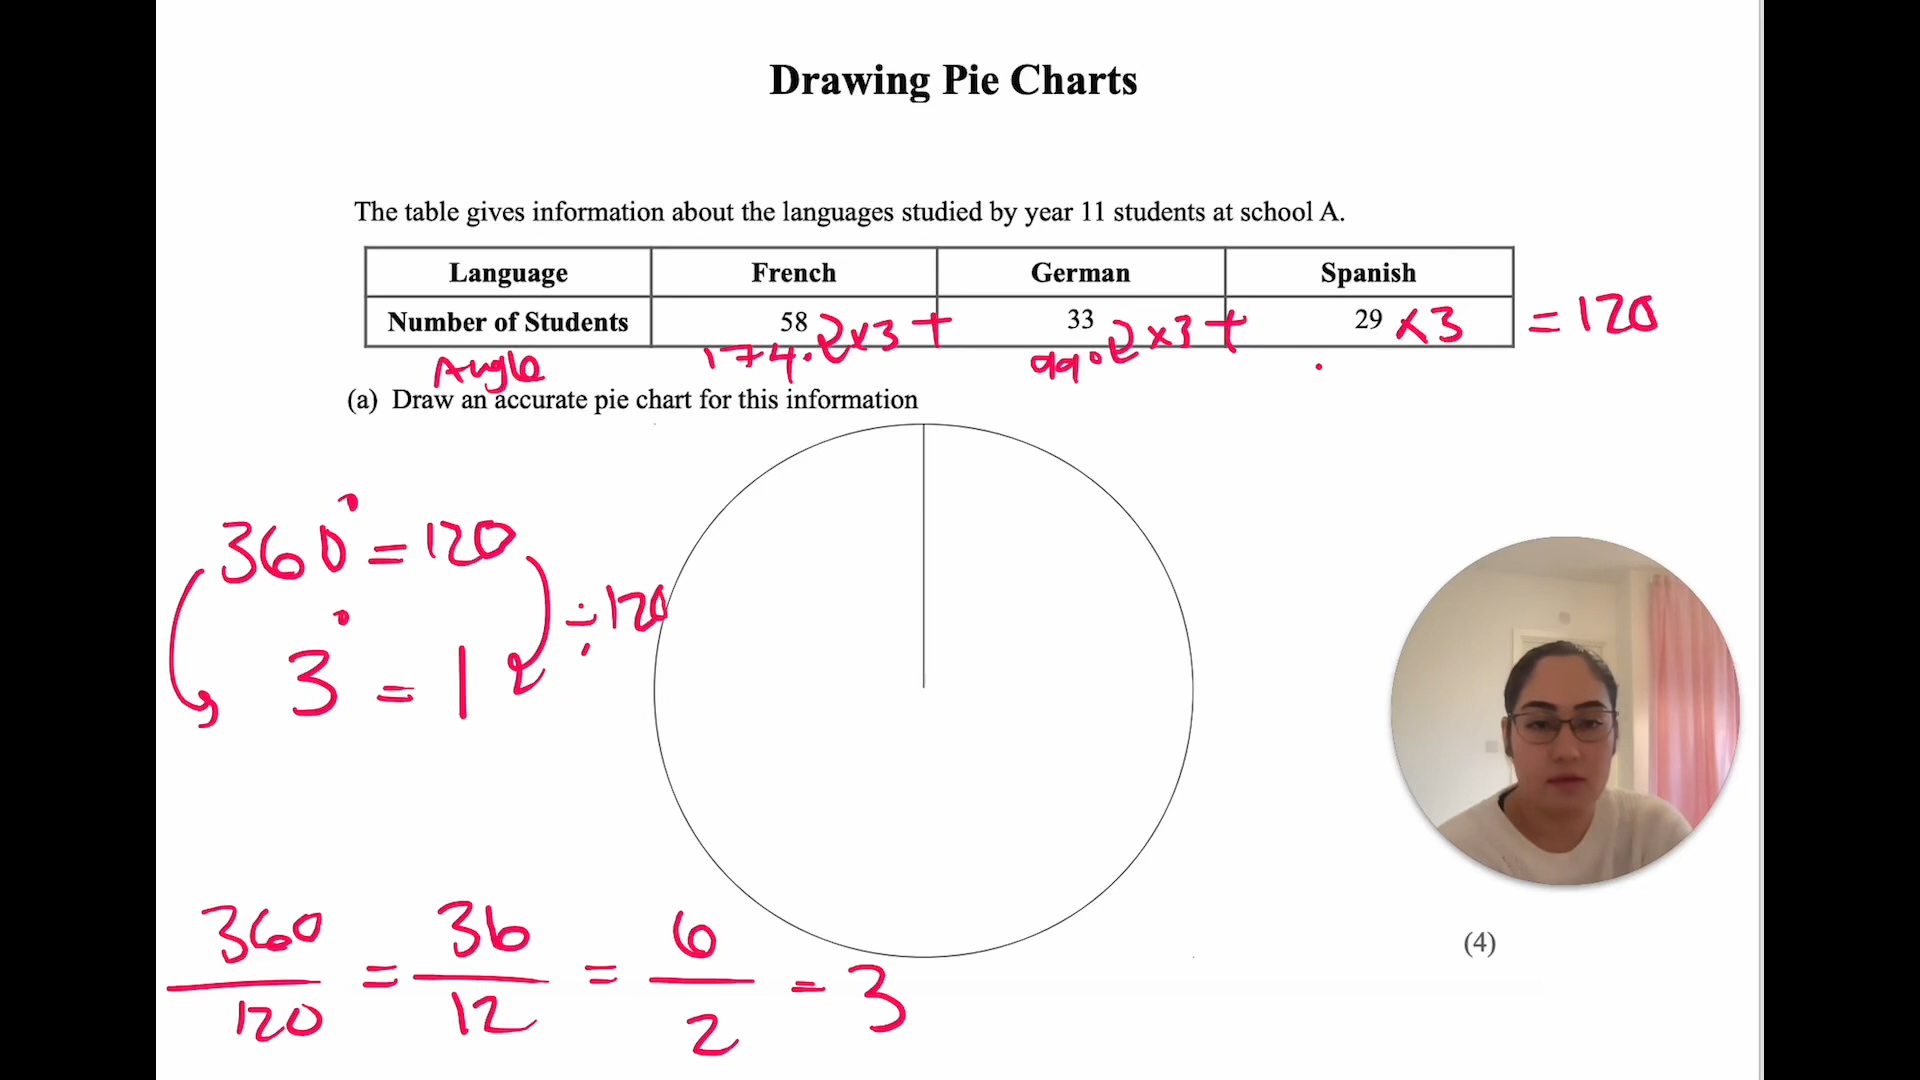 Drawing Pie Charts
The table gives information about the languages studied by year 11 students at school A.
Language French German Spanish
Number of Students 58 × 3 + 33 × 3 + 29 × 3 = 120
Angle 174° 99°
(a) Draw an accurate pie chart for this information
360° = 120
÷ 120
3° = 1
360/120 = 36/12 = 6/2 = 3
(4)